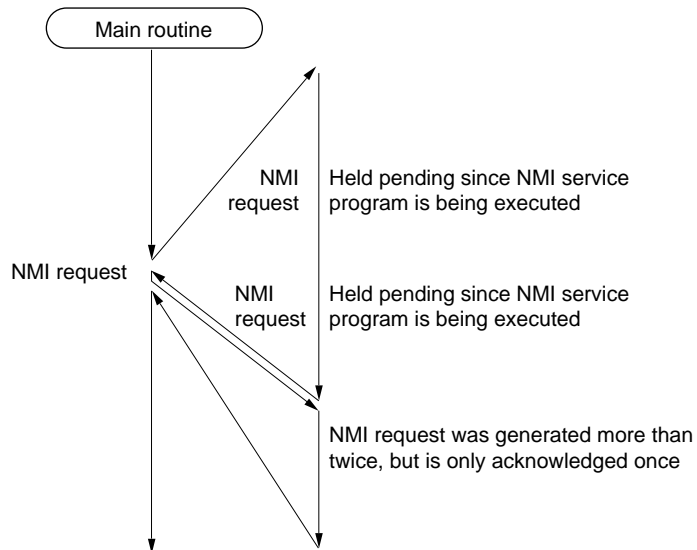 Main routine
NMI
request
Held pending since NMI service
program is being executed
NMI request
NMI
request
Held pending since NMI service
program is being executed
NMI request was generated more than
twice, but is only acknowledged once